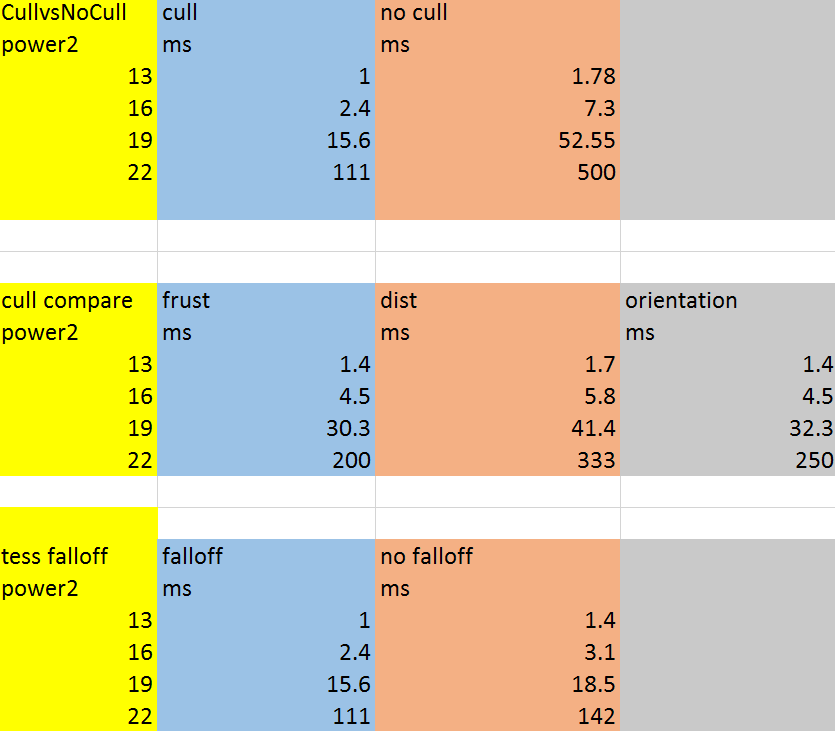 CullvsNoCull cull no cull
power2 ms ms
13 1 1.78
16 2.4 7.3
19 15.6 52.55
22 111 500
cull compare frust dist orientation
power2 ms ms ms
13 1.4 1.7 1.4
16 4.5 5.8 4.5
19 30.3 41.4 32.3
22 200 333 250
tess falloff falloff no falloff
power2 ms ms
13 1 1.4
16 2.4 3.1
19 15.6 18.5
22 111 142